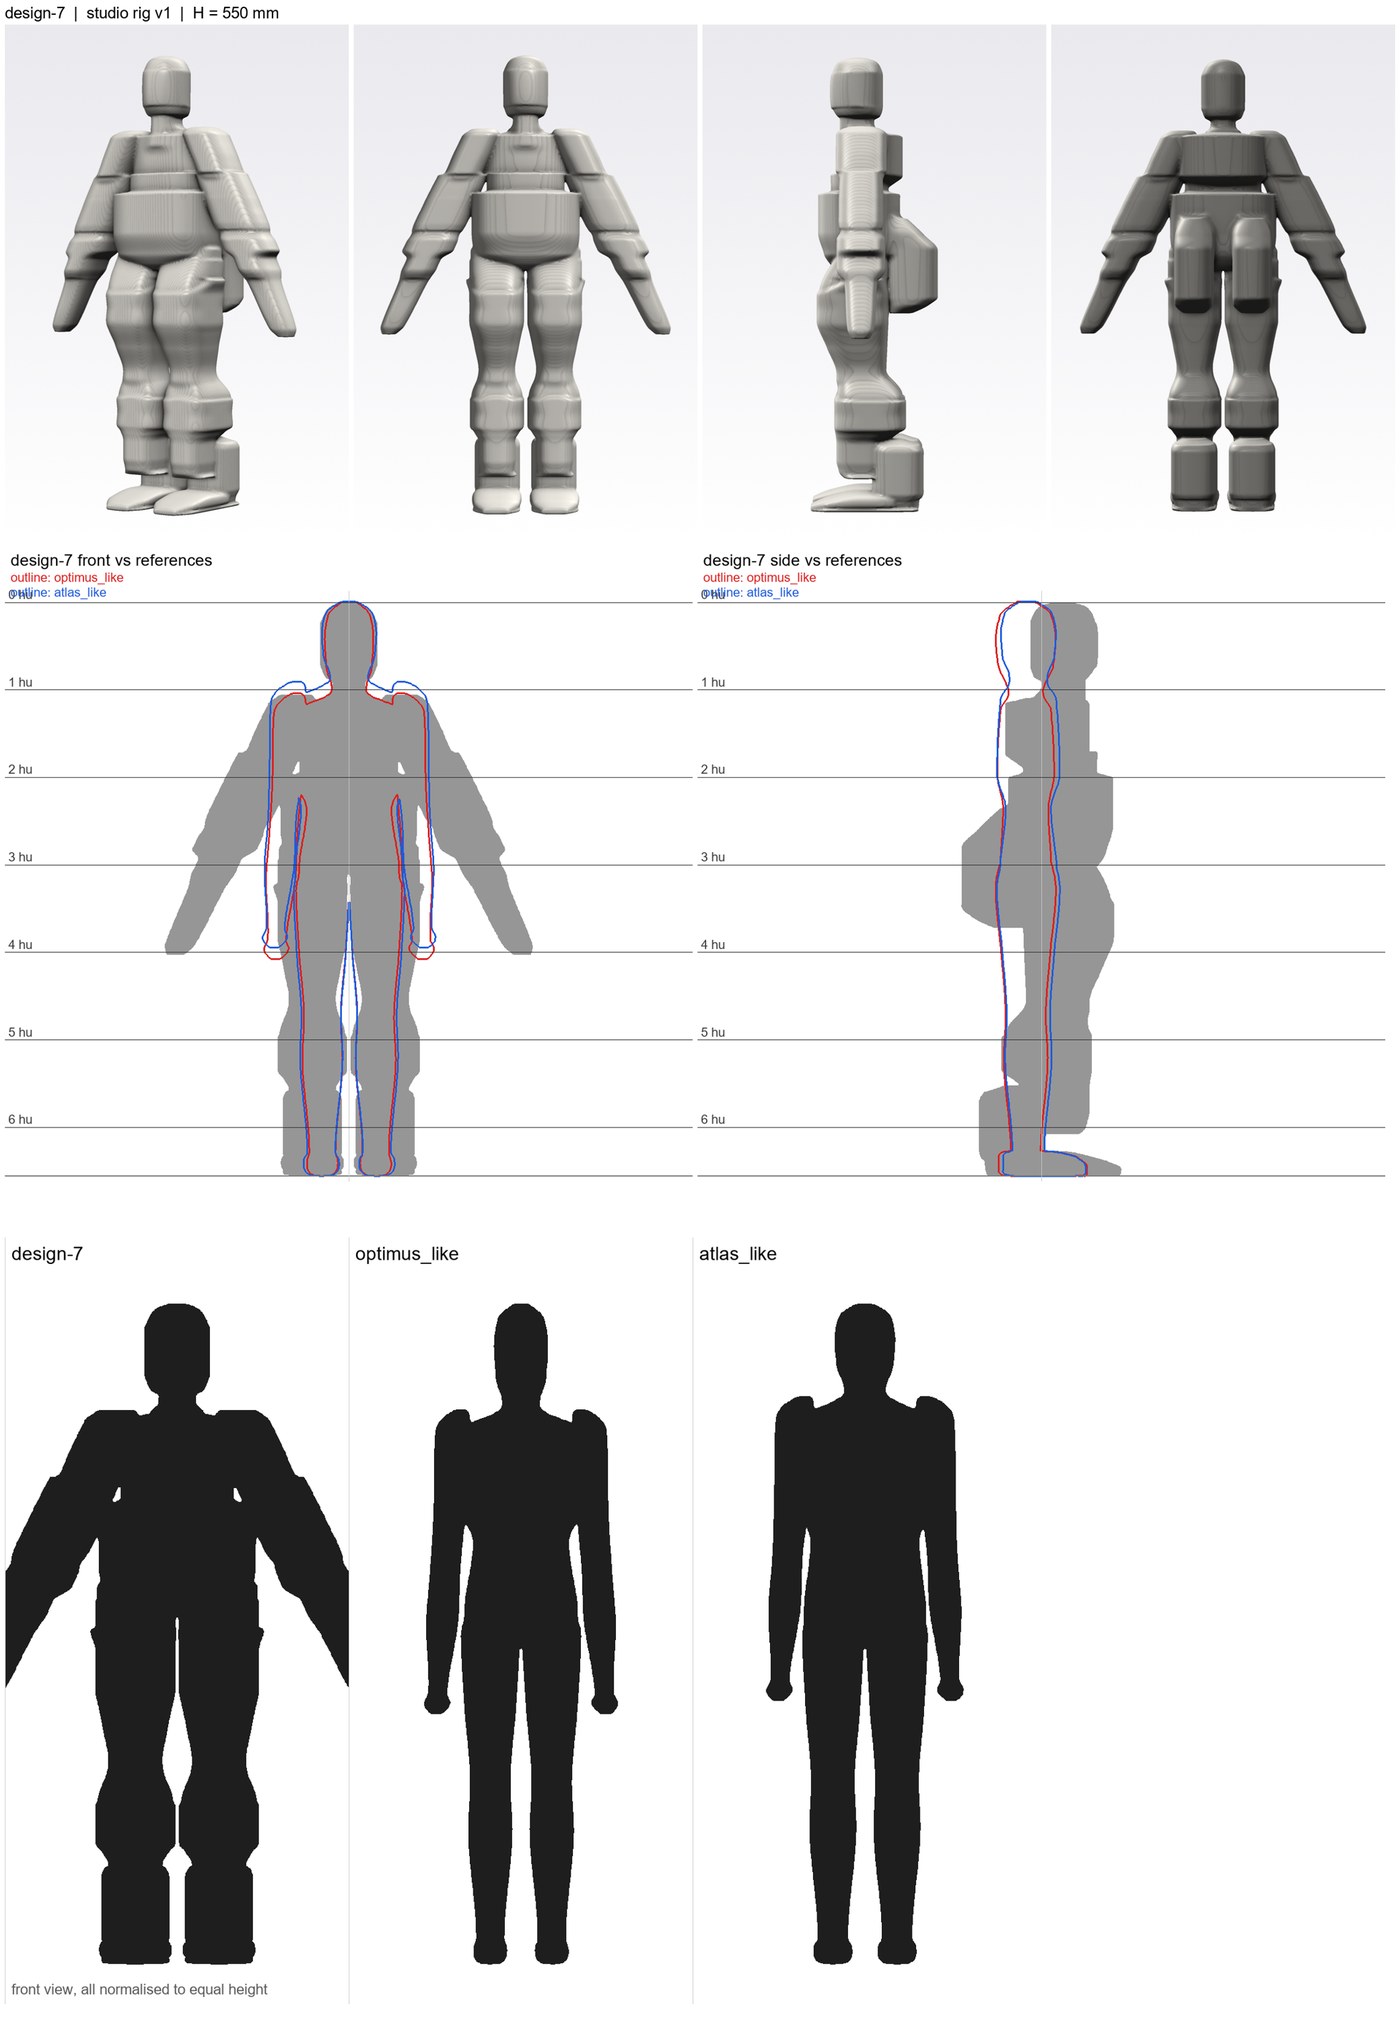 design-7 | studio rig v1 | H = 550 mm
design-7 front vs references
outline: optimus_like
outline: atlas_like
0 hu
1 hu
2 hu
3 hu
4 hu
5 hu
6 hu
design-7 side vs references
outline: optimus_like
outline: atlas_like
0 hu
1 hu
2 hu
3 hu
4 hu
5 hu
6 hu
design-7
optimus_like
atlas_like
front view, all normalised to equal height